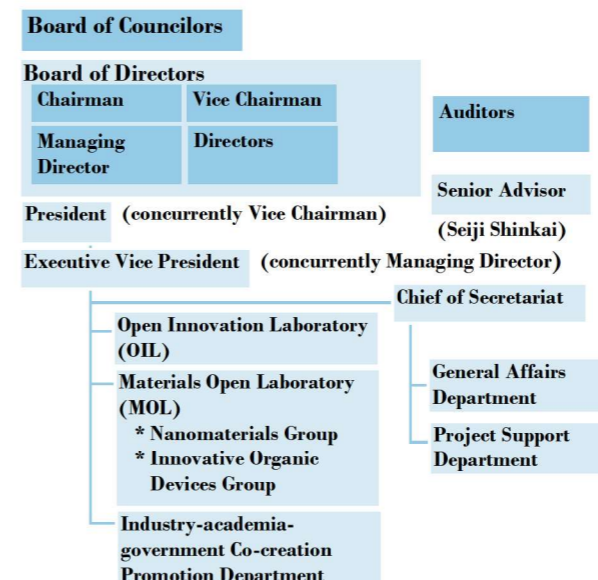 Board of Councilors
Board of Directors
Chairman
Vice Chairman
Managing
Director
Directors
Auditors
Senior Advisor
(Seiji Shinkai)
President (concurrently Vice Chairman)
Executive Vice President (concurrently Managing Director)
Chief of Secretariat
Open Innovation Laboratory
(OIL)
Materials Open Laboratory
(MOL)
* Nanomaterials Group
* Innovative Organic
Devices Group
General Affairs
Department
Project Support
Department
Industry-academia-
government Co-creation
Promotion Department